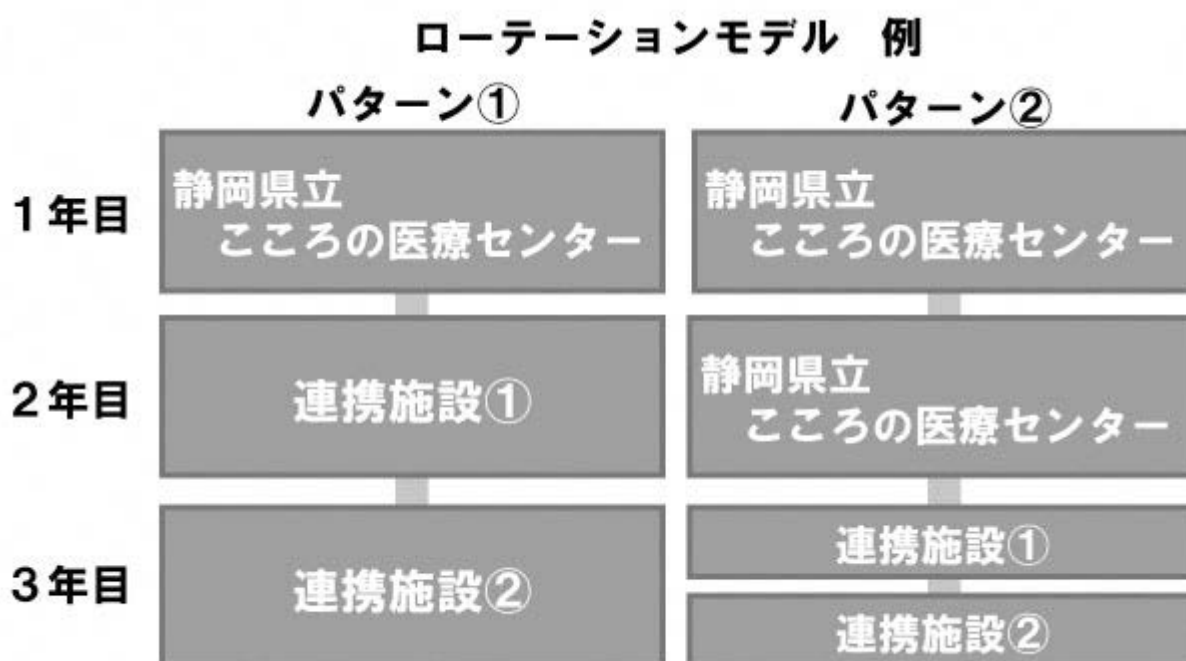 ローテーションモデル 例
パターン①
パターン②
1年目
静岡県立
こころの医療センター
静岡県立
こころの医療センター
2年目
連携施設①
静岡県立
こころの医療センター
3年目
連携施設②
連携施設①
連携施設②